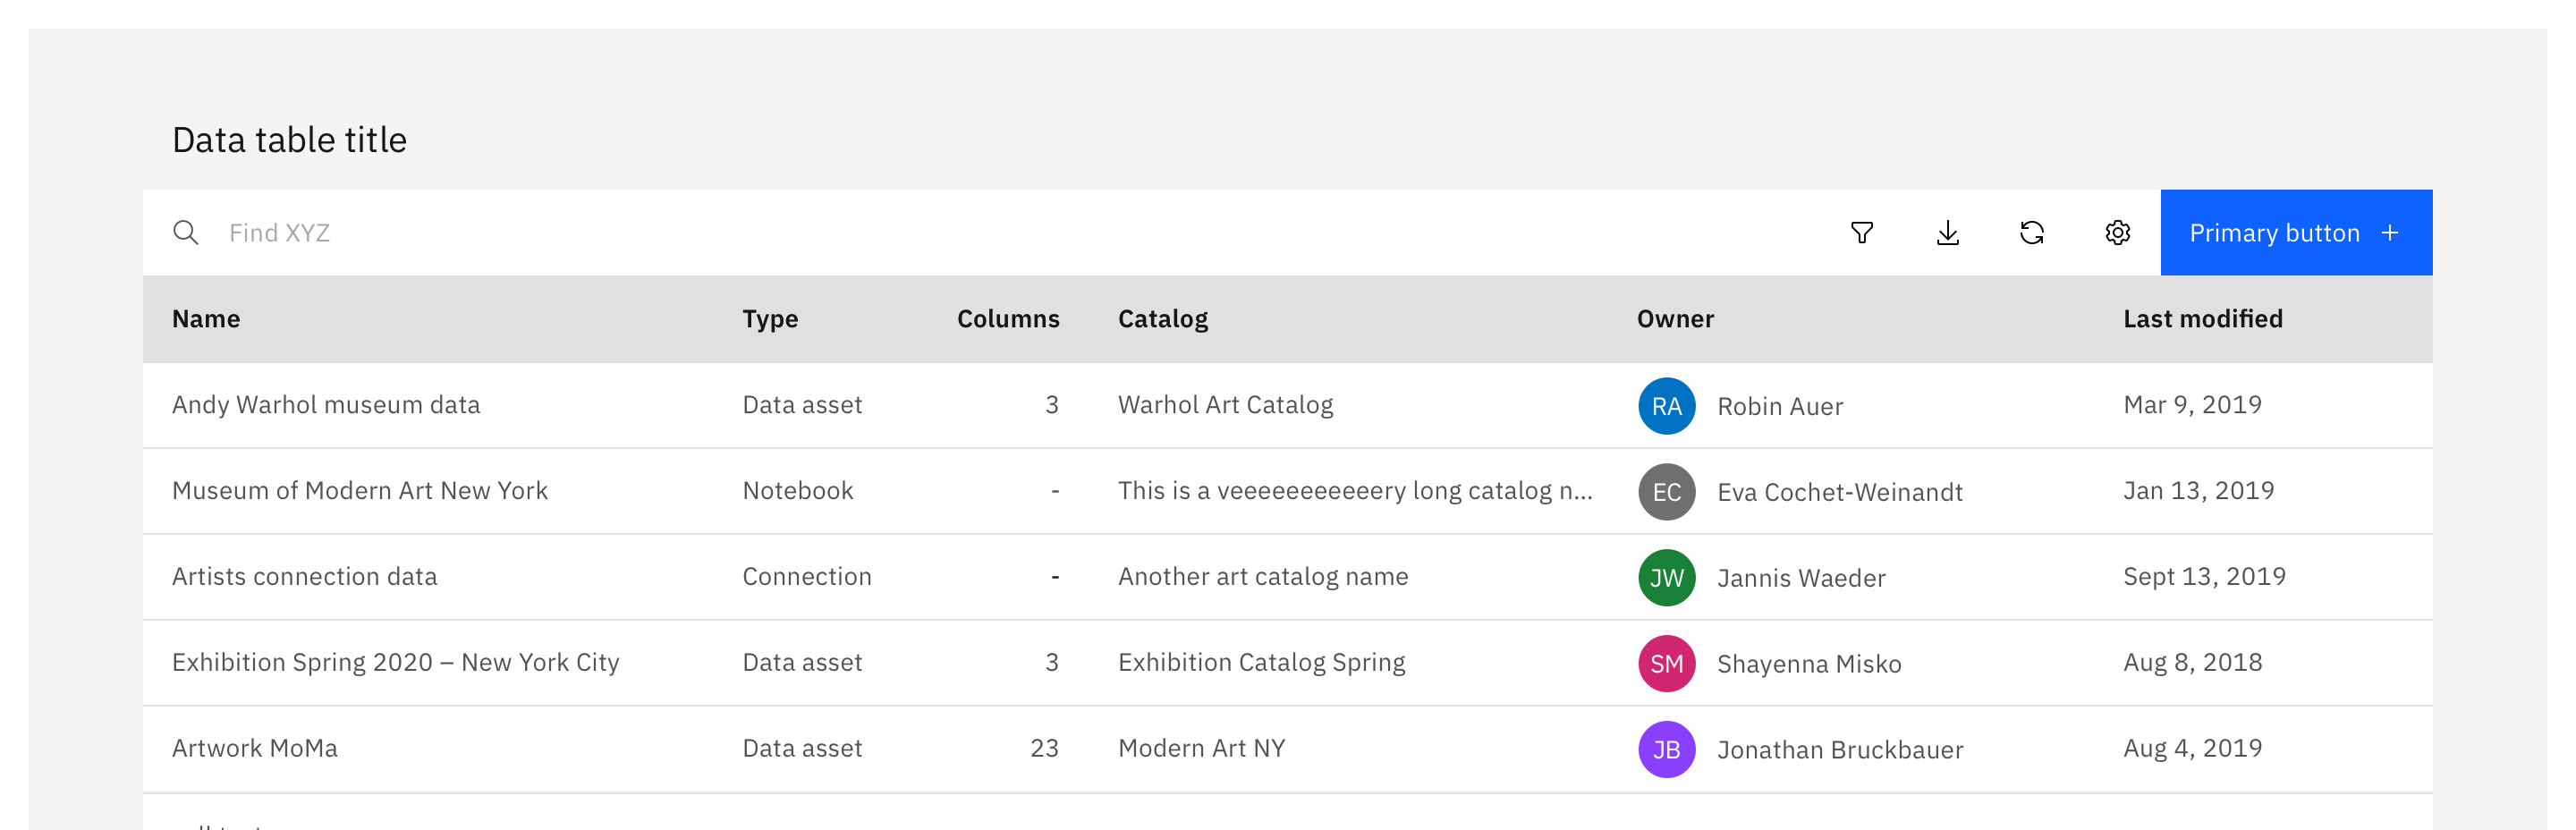 Data table title
Find XYZ
Primary button +
Name Type Columns Catalog Owner Last modified
Andy Warhol museum data Data asset 3 Warhol Art Catalog RA Robin Auer Mar 9, 2019
Museum of Modern Art New York Notebook - This is a veeeeeeeeeeery long catalog n... EC Eva Cochet-Weinandt Jan 13, 2019
Artists connection data Connection - Another art catalog name JW Jannis Waeder Sept 13, 2019
Exhibition Spring 2020 – New York City Data asset 3 Exhibition Catalog Spring SM Shayenna Misko Aug 8, 2018
Artwork MoMa Data asset 23 Modern Art NY JB Jonathan Bruckbauer Aug 4, 2019